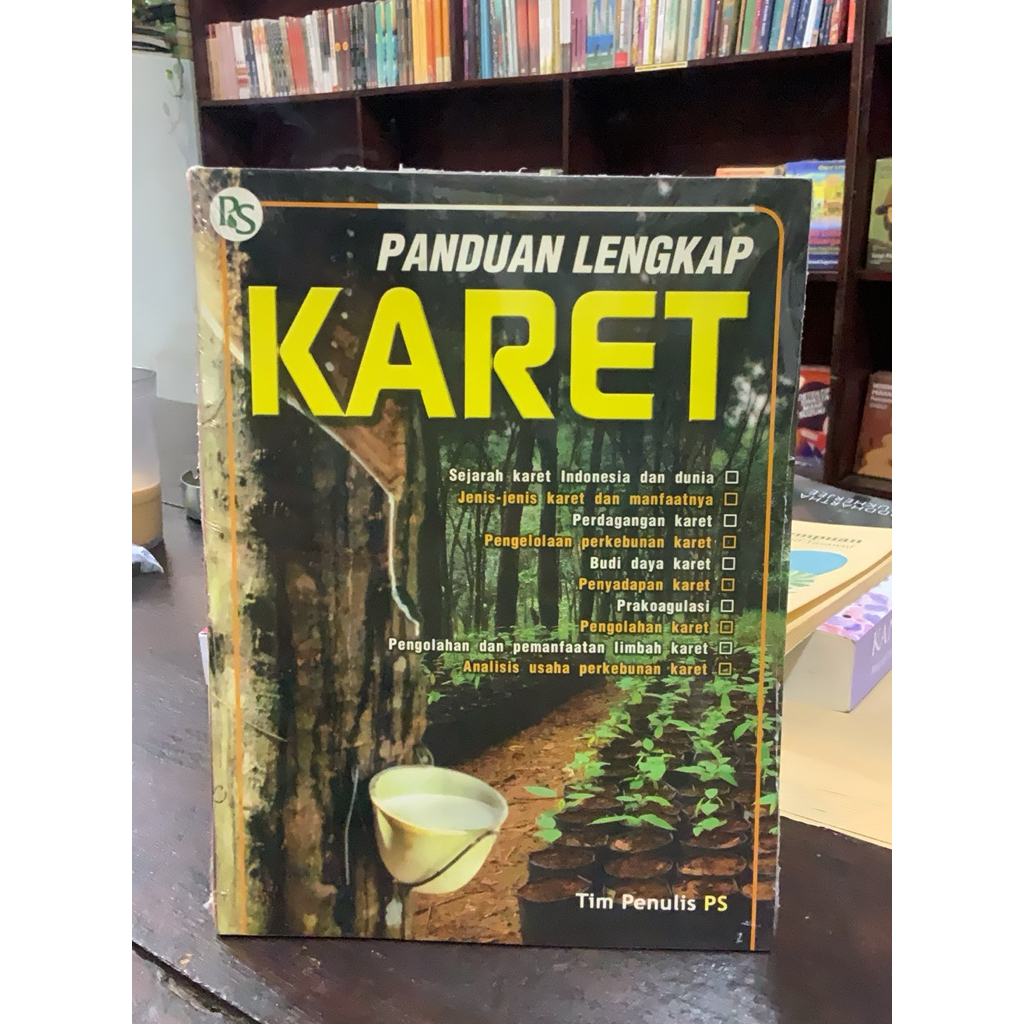 PS
PANDUAN LENGKAP
KARET
Sejarah karet Indonesia dan dunia
Jenis-jenis karet dan manfaatnya
Perdagangan karet
Pengelolaan perkebunan karet
Budi daya karet
Penyadapan karet
Prakoagulasi
Pengolahan karet
Pengolahan dan pemanfaatan limbah karet
Analisis usaha perkebunan karet
Tim Penulis PS